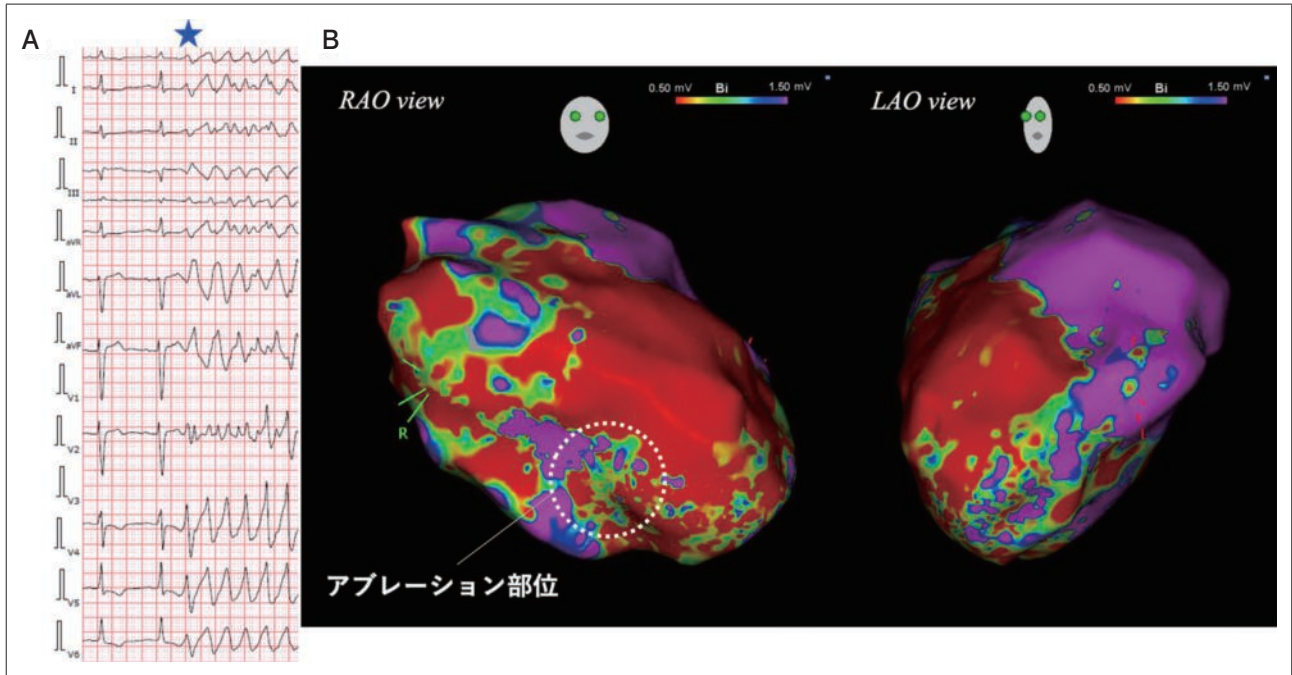 A
I
II
III
aVR
aVL
aVF
V1
V2
V3
V4
V5
V6
B
RAO view
0.50 mV Bi 1.50 mV
R
アブレーション部位
LAO view
0.50 mV Bi 1.50 mV